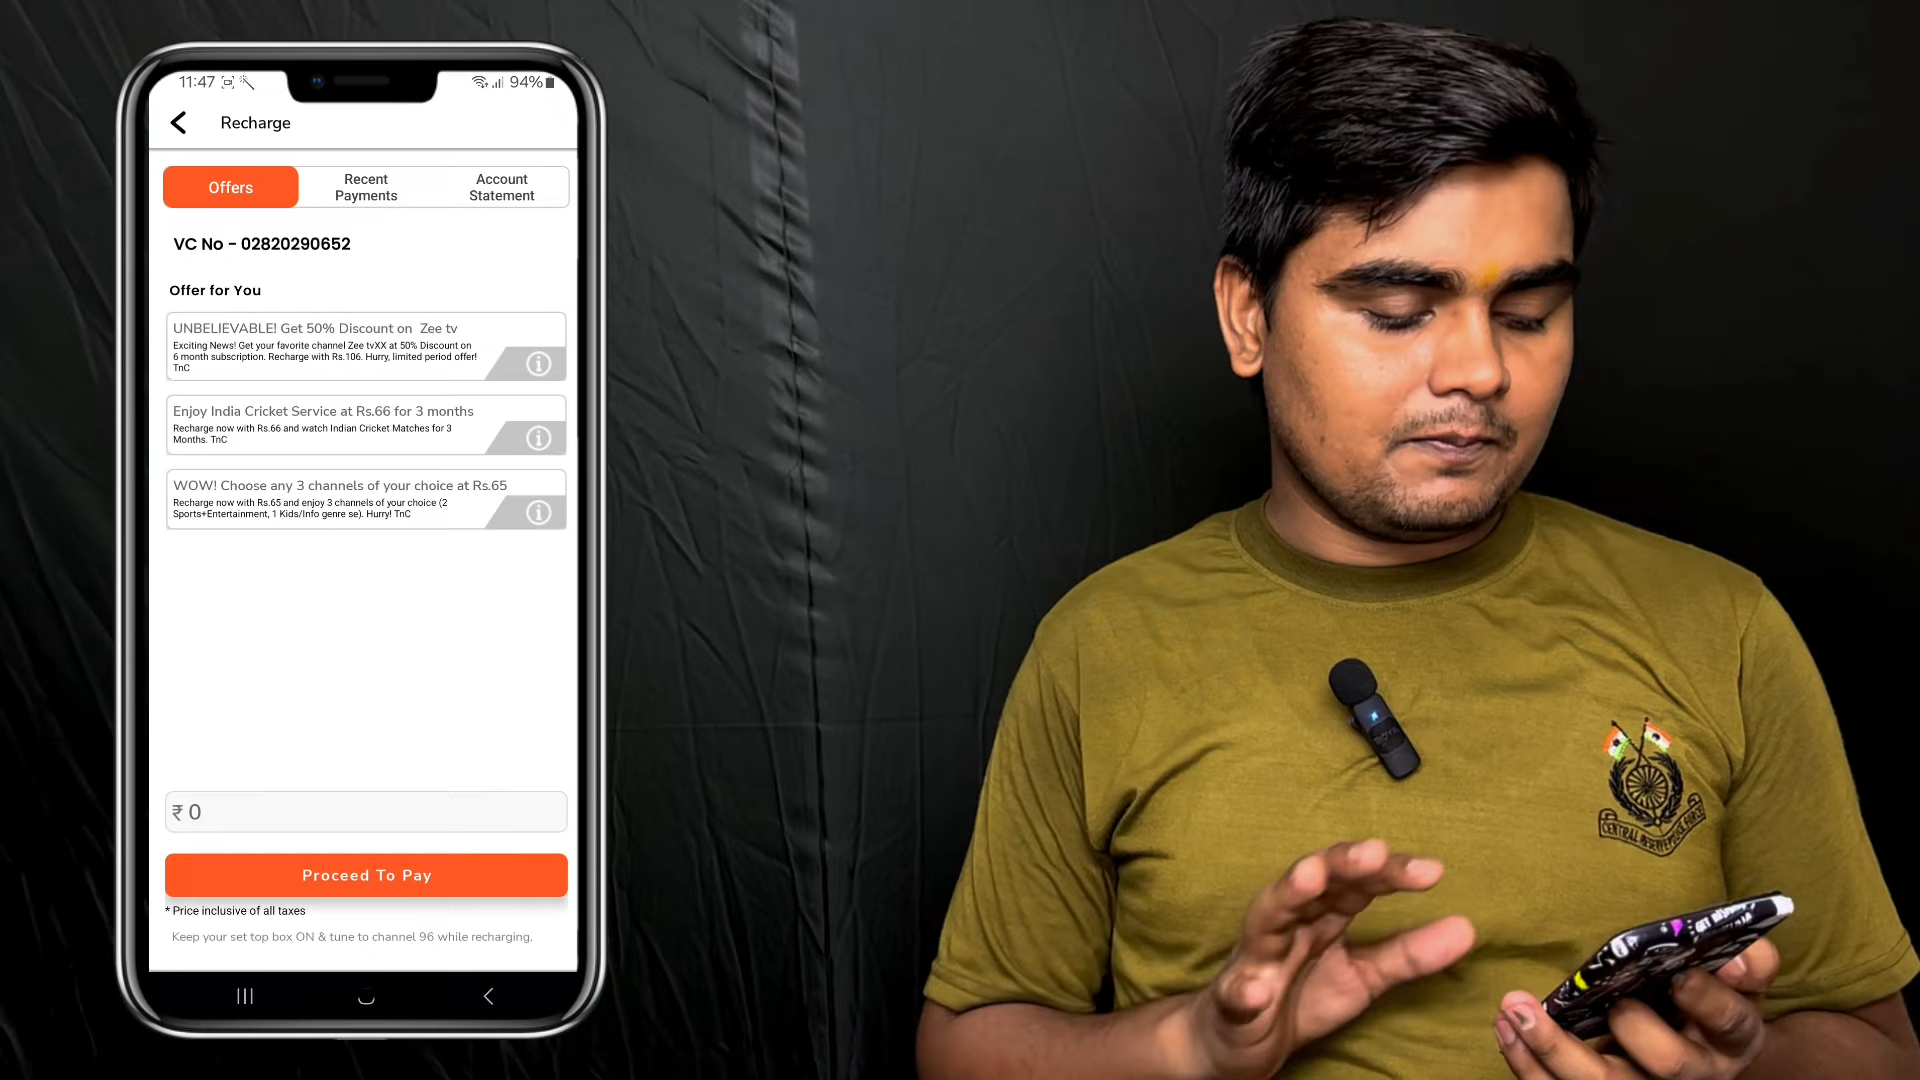 11:47
94%
Recharge
Offers
Recent
Payments
Account
Statement
VC No - 02820290652
Offer for You
UNBELIEVABLE! Get 50% Discount on Zee tv
Exciting News! Get your favorite channel Zee tvXX at 50% Discount on
6 month subscription. Recharge with Rs.106. Hurry, limited period offer!
TnC
Enjoy India Cricket Service at Rs.66 for 3 months
Recharge now with Rs.66 and watch Indian Cricket Matches for 3
Months. TnC
WOW! Choose any 3 channels of your choice at Rs.65
Recharge now with Rs.65 and enjoy 3 channels of your choice (2
Sports+Entertainment, 1 Kids/Info genre se). Hurry! TnC
₹ 0
Proceed To Pay
* Price inclusive of all taxes
Keep your set top box ON & tune to channel 96 while recharging.
CENTRAL RESERVE POLICE FORCE